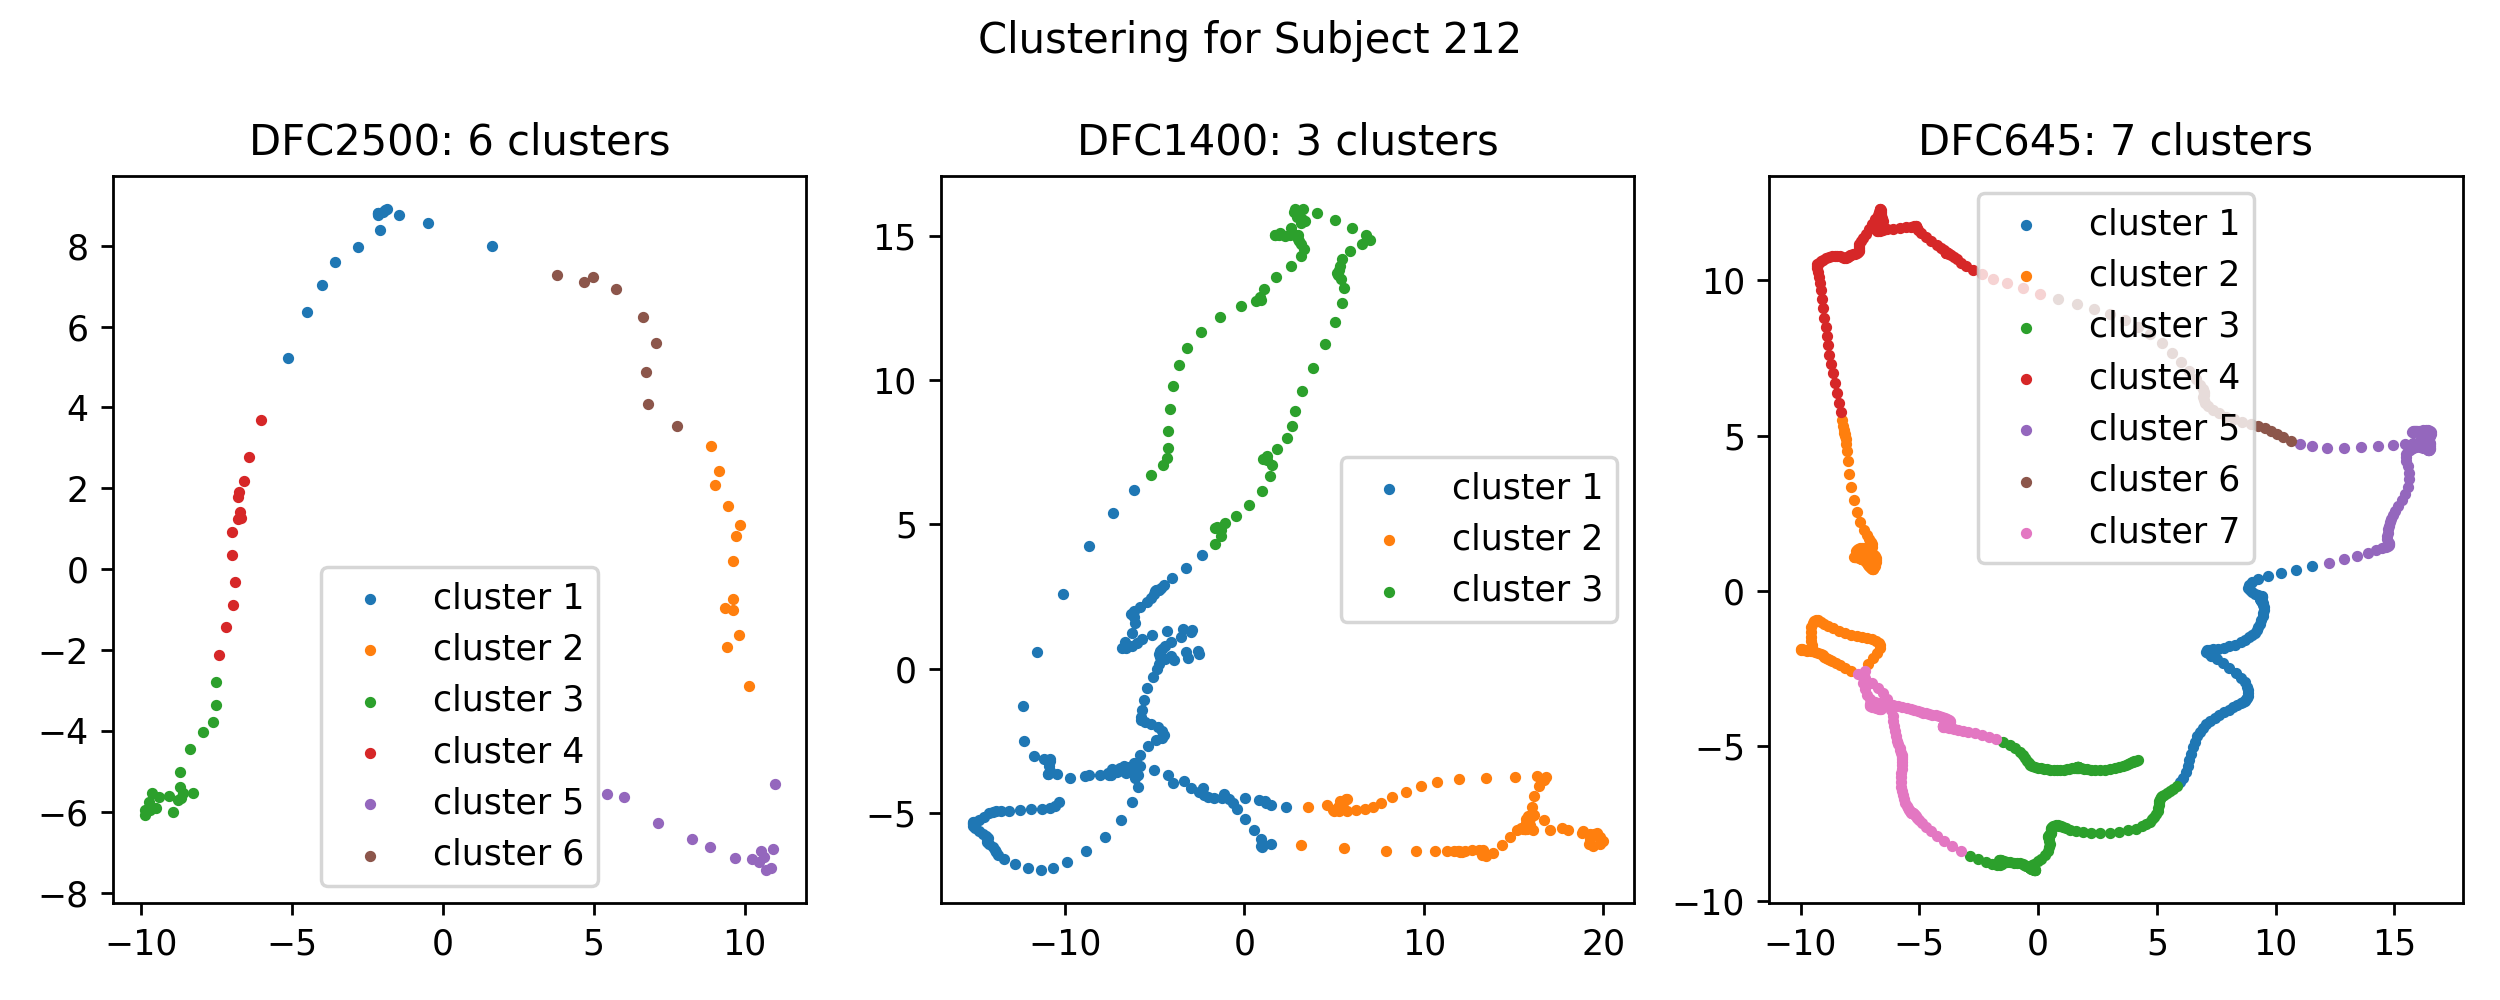 Clustering for Subject 212
DFC2500: 6 clusters
8
6
4
2
0
−2
−4
−6
−8
−10
−5
0
5
10
cluster 1
cluster 2
cluster 3
cluster 4
cluster 5
cluster 6
DFC1400: 3 clusters
15
10
5
0
−5
−10
0
10
20
cluster 1
cluster 2
cluster 3
DFC645: 7 clusters
10
5
0
−5
−10
−10
−5
0
5
10
15
cluster 1
cluster 2
cluster 3
cluster 4
cluster 5
cluster 6
cluster 7